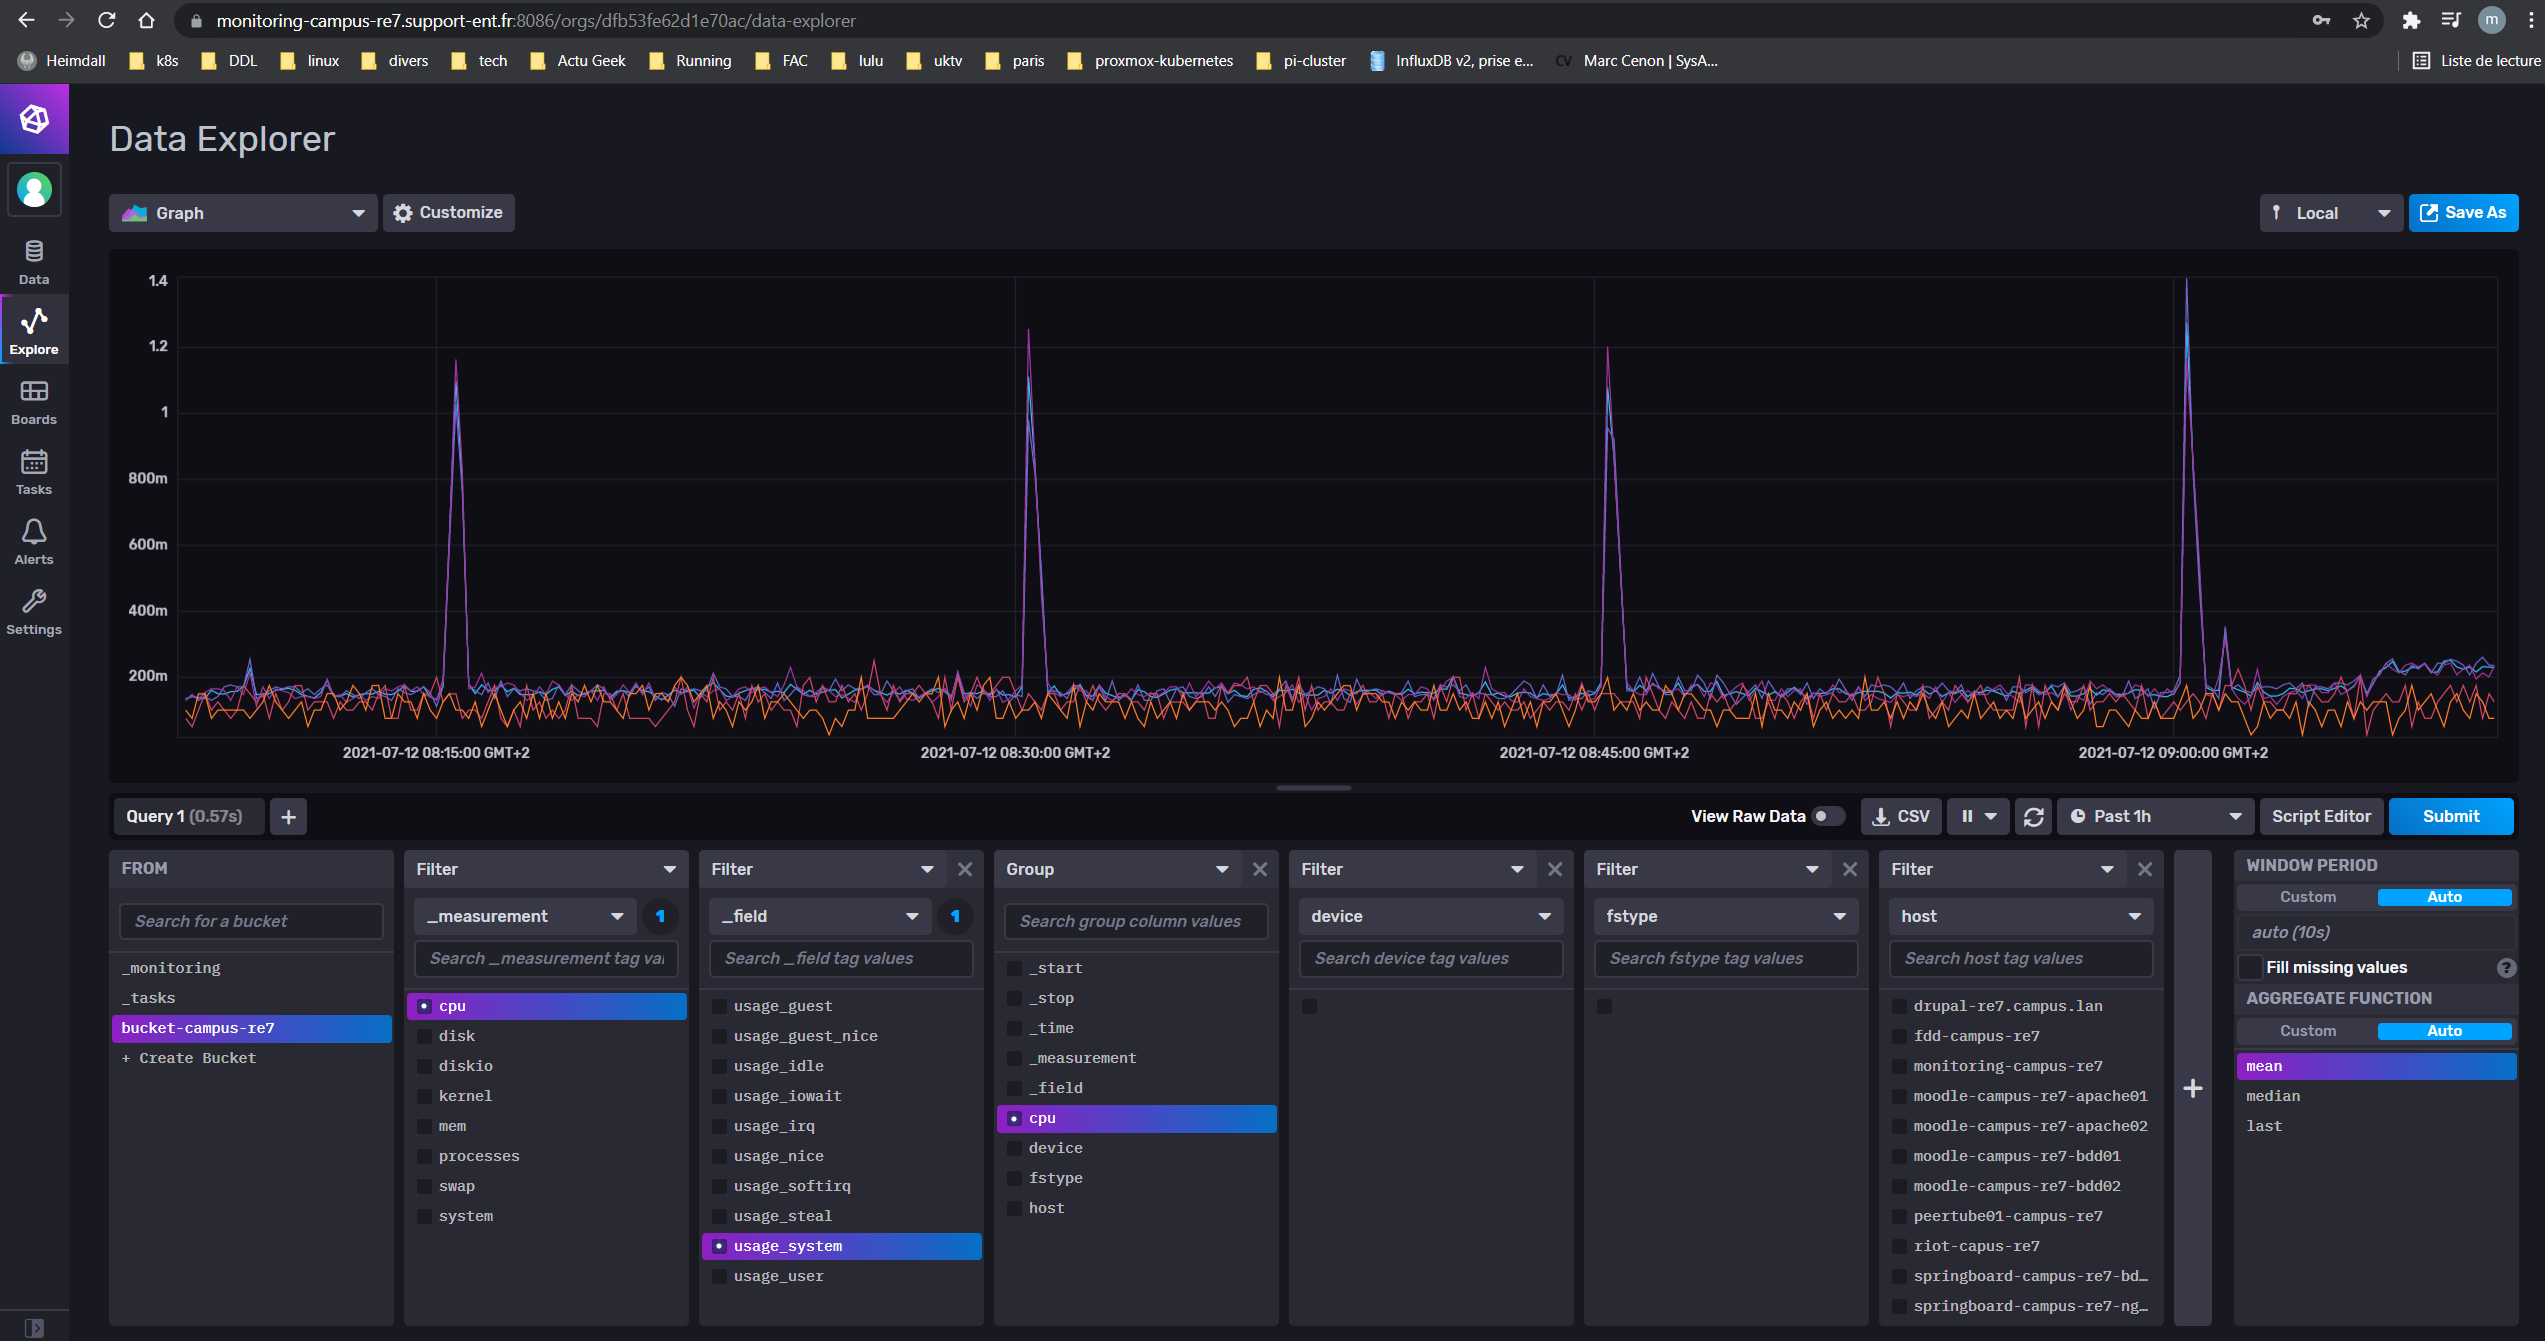 monitoring-campus-re7.support-ent.fr:8086/orgs/dfb53fe62d1e70ac/data-explorer
m
Heimdall k8s DDL linux divers tech Actu Geek Running FAC lulu uktv paris proxmox-kubernetes pi-cluster InfluxDB v2, prise e... CV Marc Cenon | SysA... Liste de lecture
Data Explorer
Graph Customize Local Save As
Data
Explore
Boards
Tasks
Alerts
Settings
1.4
1.2
1
800m
600m
400m
200m
2021-07-12 08:15:00 GMT+2 2021-07-12 08:30:00 GMT+2 2021-07-12 08:45:00 GMT+2 2021-07-12 09:00:00 GMT+2
Query 1 (0.57s) + View Raw Data CSV Past 1h Script Editor Submit
FROM
Search for a bucket
_monitoring
_tasks
bucket-campus-re7
+ Create Bucket
Filter
_measurement 1
Search _measurement tag val
cpu
disk
diskio
kernel
mem
processes
swap
system
Filter
_field 1
Search _field tag values
usage_guest
usage_guest_nice
usage_idle
usage_iowait
usage_irq
usage_nice
usage_softirq
usage_steal
usage_system
usage_user
Group
Search group column values
_start
_stop
_time
_measurement
_field
cpu
device
fstype
host
Filter
device
Search device tag values
Filter
fstype
Search fstype tag values
Filter
host
Search host tag values
drupal-re7.campus.lan
fdd-campus-re7
monitoring-campus-re7
moodle-campus-re7-apache01
moodle-campus-re7-apache02
moodle-campus-re7-bdd01
moodle-campus-re7-bdd02
peertube01-campus-re7
riot-capus-re7
springboard-campus-re7-bd...
springboard-campus-re7-ng...
+
WINDOW PERIOD
Custom Auto
auto (10s)
Fill missing values ?
AGGREGATE FUNCTION
Custom Auto
mean
median
last